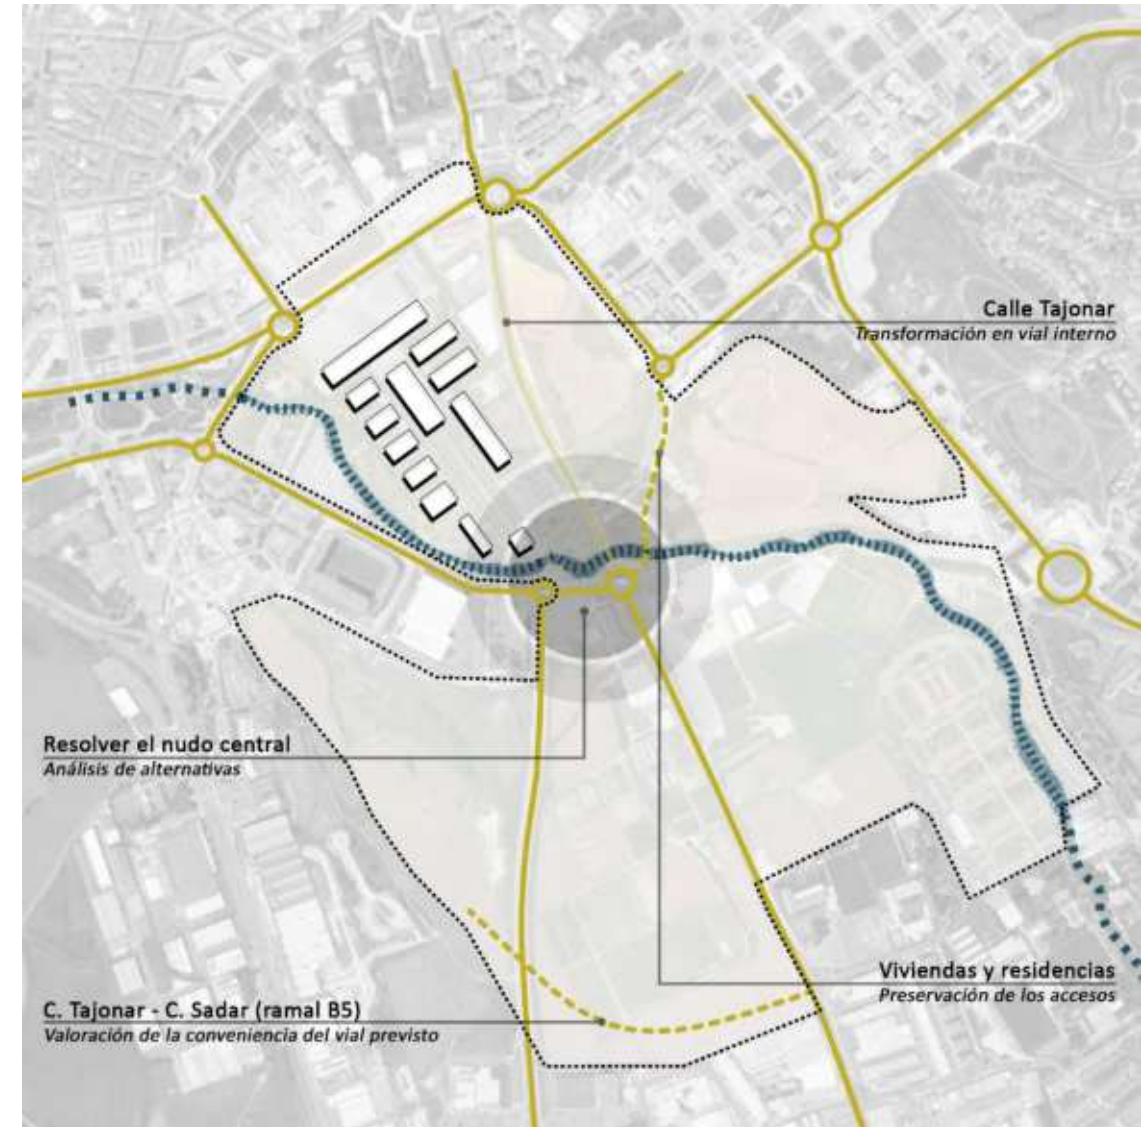 Calle Tajonar
Transformación en vial interno
Resolver el nudo central
Análisis de alternativas
Viviendas y residencias
Preservación de los accesos
C. Tajonar - C. Sadar (ramal B5)
Valoración de la conveniencia del vial previsto